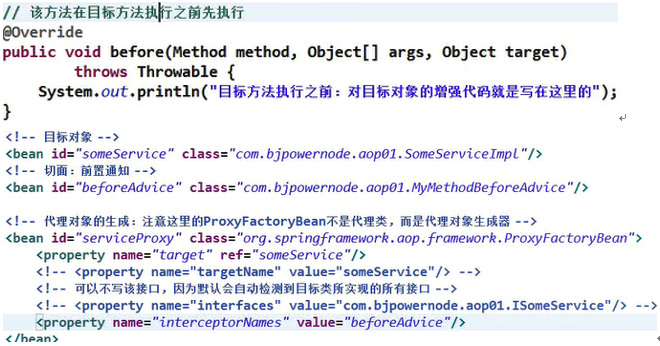 // 该方法在目标方法执行之前先执行
@Override
public void before(Method method, Object[] args, Object target)
throws Throwable {
System.out.println("目标方法执行之前：对目标对象的增强代码就是写在这里的");
}
<!-- 目标对象 -->
<bean id="someService" class="com.bjpowernode.aop01.SomeServiceImpl"/>
<!-- 切面：前置通知 -->
<bean id="beforeAdvice" class="com.bjpowernode.aop01.MyMethodBeforeAdvice"/>
<!-- 代理对象的生成：注意这里的ProxyFactoryBean不是代理类，而是代理对象生成器 -->
<bean id="serviceProxy" class="org.springframework.aop.framework.ProxyFactoryBean">
<property name="target" ref="someService"/>
<!-- <property name="targetName" value="someService"/> -->
<!-- 可以不写该接口，因为默认会自动检测到目标类所实现的所有接口 -->
<!-- <property name="interfaces" value="com.bjpowernode.aop01.ISomeService"/> -->
<property name="interceptorNames" value="beforeAdvice"/>
</bean>